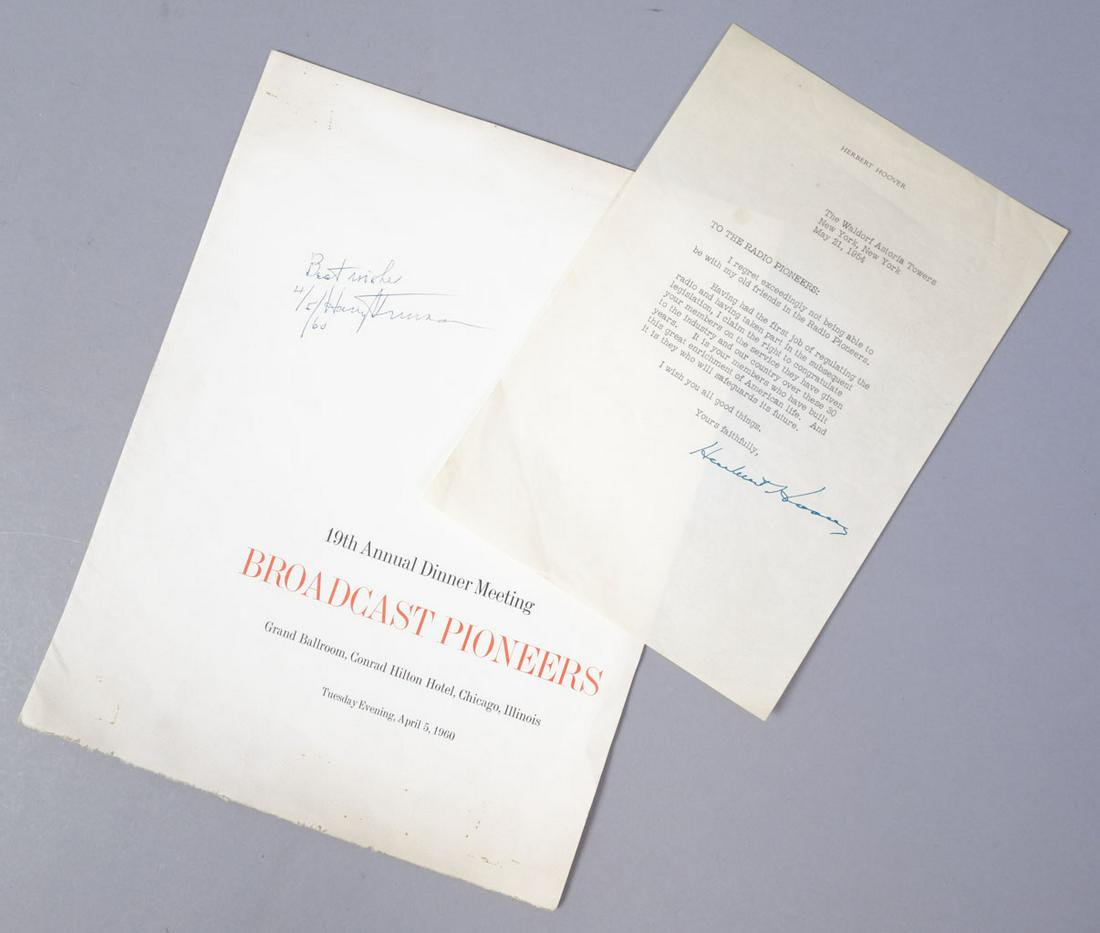 Best wishes
4/5/60 Harry Truman
19th Annual Dinner Meeting
BROADCAST PIONEERS
Grand Ballroom, Conrad Hilton Hotel, Chicago, Illinois
Tuesday Evening, April 5, 1960
HERBERT HOOVER
The Waldorf Astoria Towers
New York, New York
May 21, 1954
TO THE RADIO PIONEERS:
I regret exceedingly not being able to
be with my old friends in the Radio Pioneers.
Having had the first job of regulating the
radio and having taken part in the subsequent
legislation, I claim the right to congratulate
your members on the service they have given
to the industry and our country over these 30
years. It is your members who have built
this great enrichment of American life. And
it is they who will safeguards its future.
I wish you all good things.
Yours faithfully,
Herbert Hoover